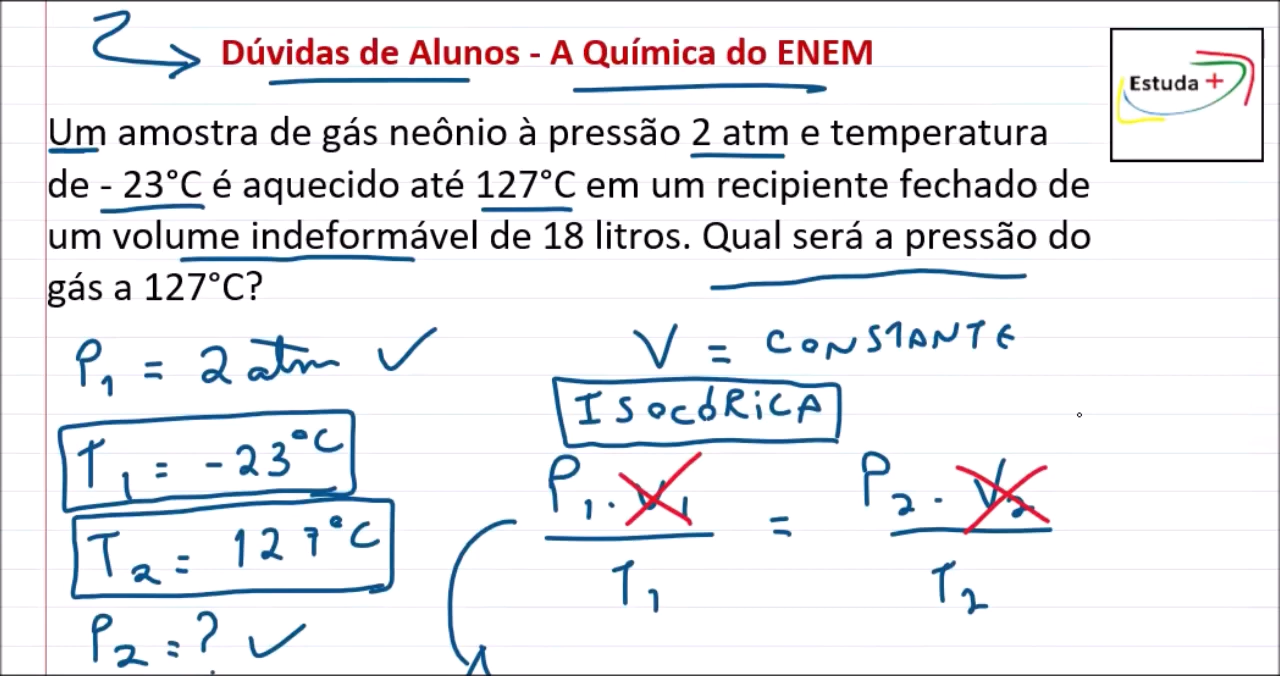 Dúvidas de Alunos - A Química do ENEM
Estuda +
Um amostra de gás neônio à pressão 2 atm e temperatura
de - 23°C é aquecido até 127°C em um recipiente fechado de
um volume indeformável de 18 litros. Qual será a pressão do
gás a 127°C?
P1 = 2 atm ✓
V = CONSTANTE
ISOCÓRICA
T1 = -23°C
P1 . V1 = P2 . V2
T2 = 127°C
T1 T2
P2 = ? ✓